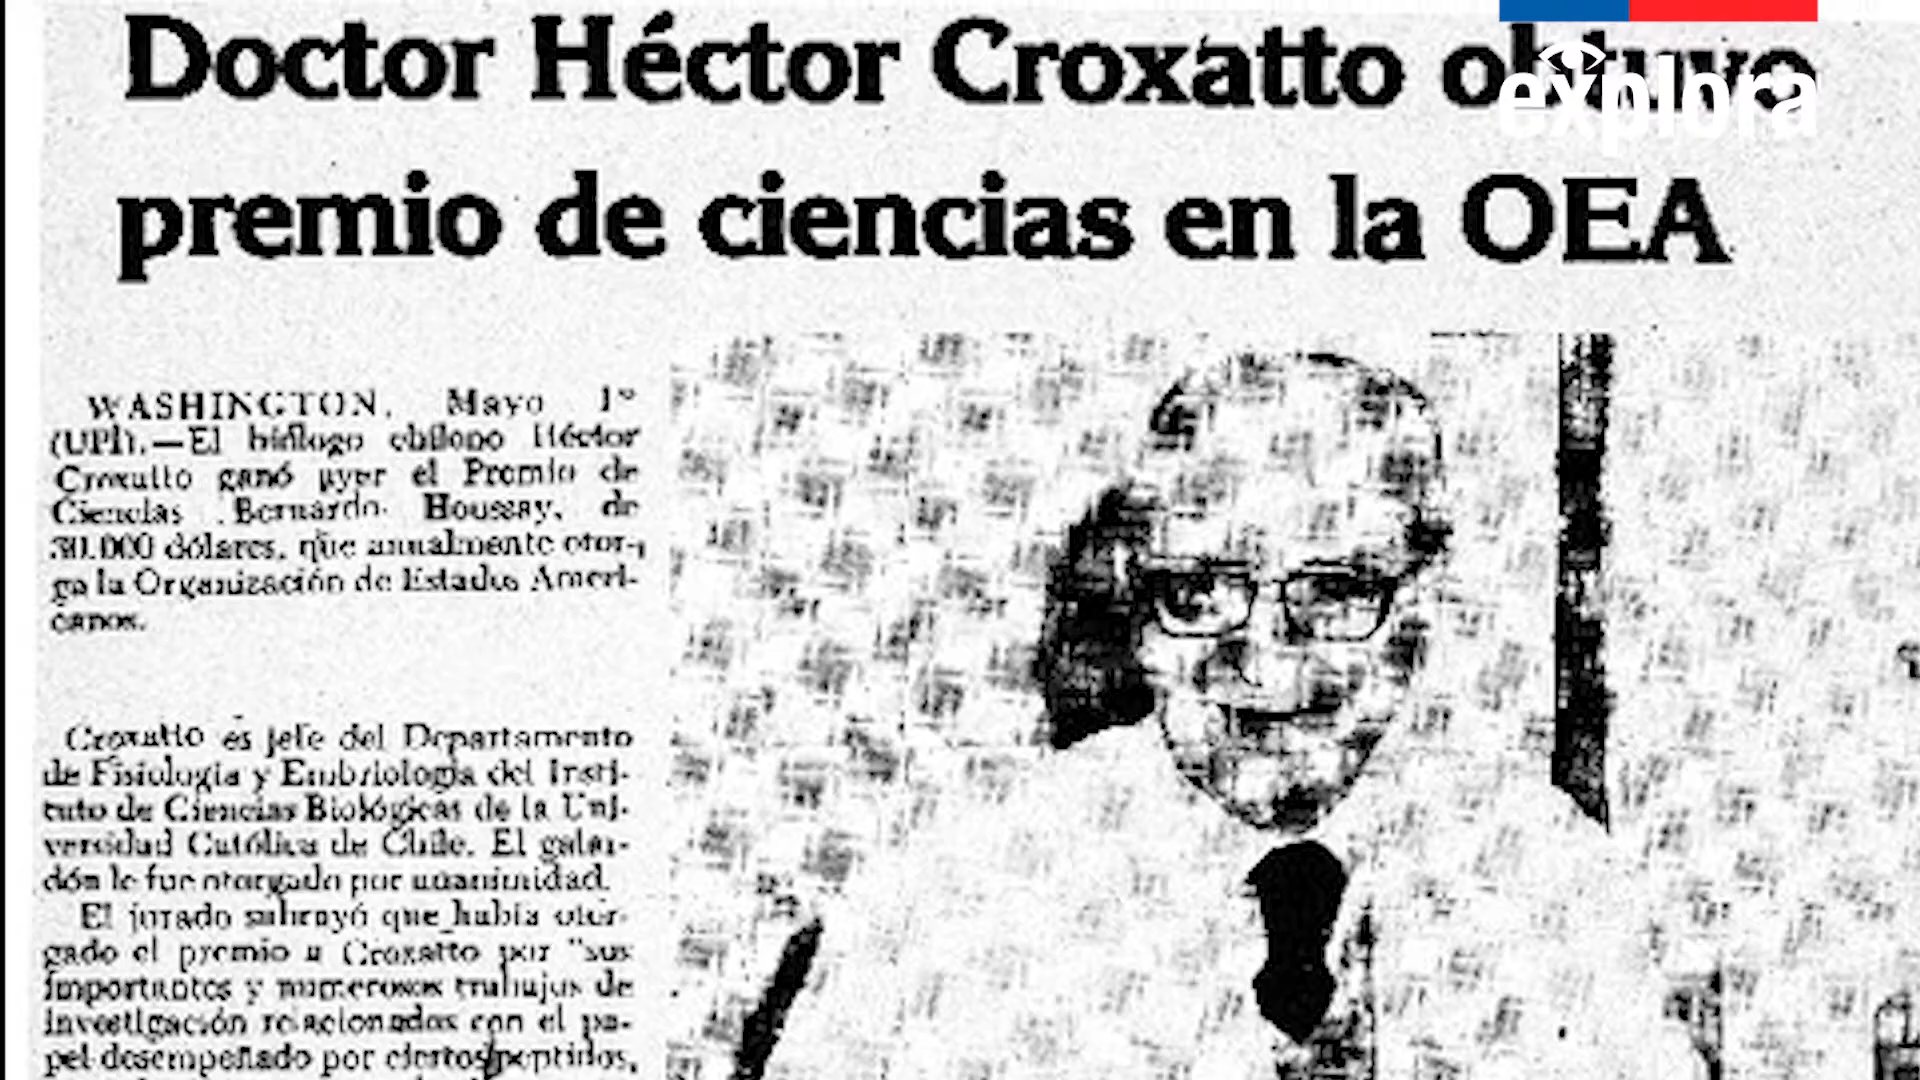 Doctor Héctor Croxatto obtuvo
explora
premio de ciencias en la OEA
WASHINGTON, Mayo 1º
(UPI).—El biólogo chileno Héctor
Croxatto ganó ayer el Premio de
Ciencias Bernardo Houssay, de
30.000 dólares, que anualmente otor-
ga la Organización de Estados Ameri-
canos.
Croxatto es jefe del Departamento
de Fisiología y Embriología del Insti-
tuto de Ciencias Biológicas de la Uni-
versidad Católica de Chile. El galar-
dón le fue otorgado por unanimidad.
El jurado subrayó que había otor-
gado el premio a Croxatto por "sus
importantes y numerosos trabajos de
investigación relacionados con el pa-
pel desempeñado por ciertos peptidos,